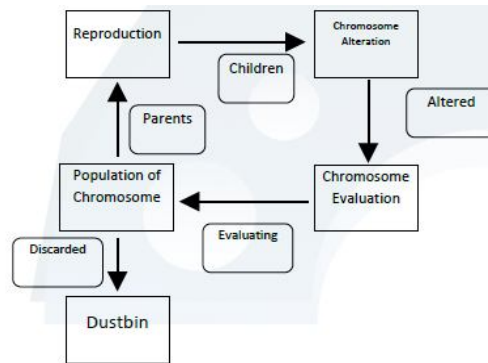 Reproduction
Chromosome
Alteration
Children
Altered
Parents
Population of
Chromosome
Chromosome
Evaluation
Evaluating
Discarded
Dustbin